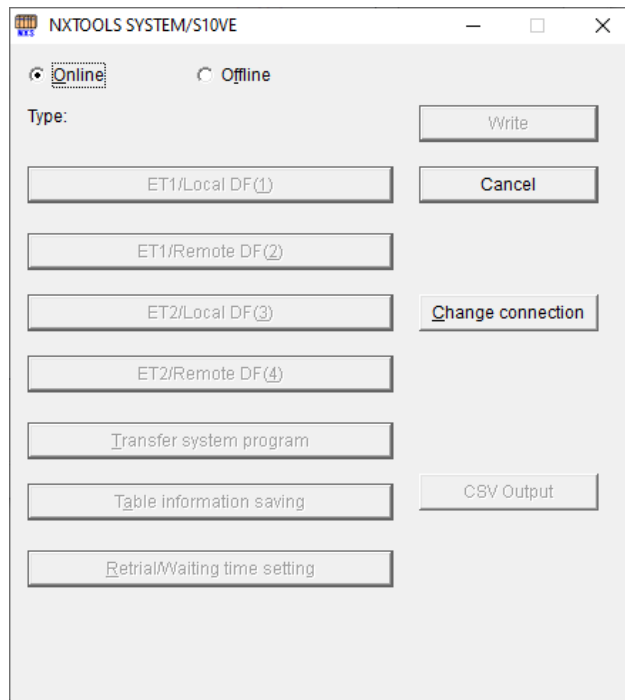 NXS
NXTOOLS SYSTEM/S10VE
Online
Offline
Type:
Write
ET1/Local DF(1)
Cancel
ET1/Remote DF(2)
ET2/Local DF(3)
Change connection
ET2/Remote DF(4)
Transfer system program
Table information saving
CSV Output
Retrial/Waiting time setting